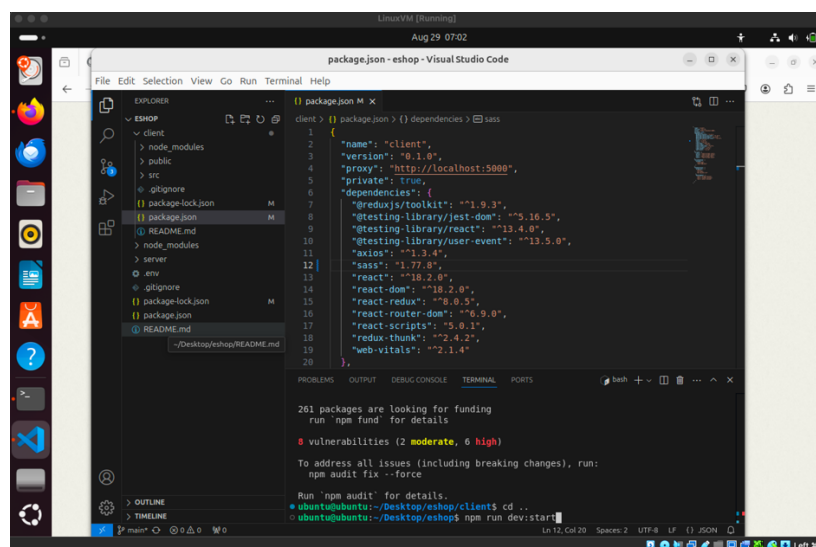 LinuxVM [Running]
Aug 29 07:02
package.json - eshop - Visual Studio Code
File Edit Selection View Go Run Terminal Help
EXPLORER
ESHOP
client
node_modules
public
src
.gitignore
package-lock.json M
package.json M
README.md
node_modules
server
.env
.gitignore
package-lock.json M
package.json
README.md
~/Desktop/eshop/README.md
OUTLINE
TIMELINE
package.json M
client > {} package.json > {} dependencies > sass
1 {
2 "name": "client",
3 "version": "0.1.0",
4 "proxy": "http://localhost:5000",
5 "private": true,
6 "dependencies": {
7 "@reduxjs/toolkit": "^1.9.3",
8 "@testing-library/jest-dom": "^5.16.5",
9 "@testing-library/react": "^13.4.0",
10 "@testing-library/user-event": "^13.5.0",
11 "axios": "^1.3.4",
12 "sass": "1.77.8",
13 "react": "^18.2.0",
14 "react-dom": "^18.2.0",
15 "react-redux": "^8.0.5",
16 "react-router-dom": "^6.9.0",
17 "react-scripts": "5.0.1",
18 "redux-thunk": "^2.4.2",
19 "web-vitals": "^2.1.4"
20 },
PROBLEMS OUTPUT DEBUG CONSOLE TERMINAL PORTS
bash
261 packages are looking for funding
run `npm fund` for details
8 vulnerabilities (2 moderate, 6 high)
To address all issues (including breaking changes), run:
npm audit fix --force
Run `npm audit` for details.
ubuntu@ubuntu:~/Desktop/eshop/client$ cd ..
ubuntu@ubuntu:~/Desktop/eshop$ npm run dev:start
main* 0 0 0 Ln 12, Col 20 Spaces: 2 UTF-8 LF {} JSON
Left